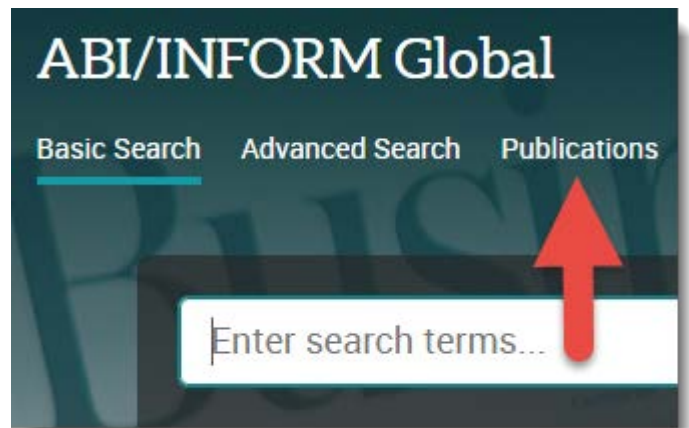 ABI/INFORM Global
Basic Search Advanced Search Publications
Enter search terms...